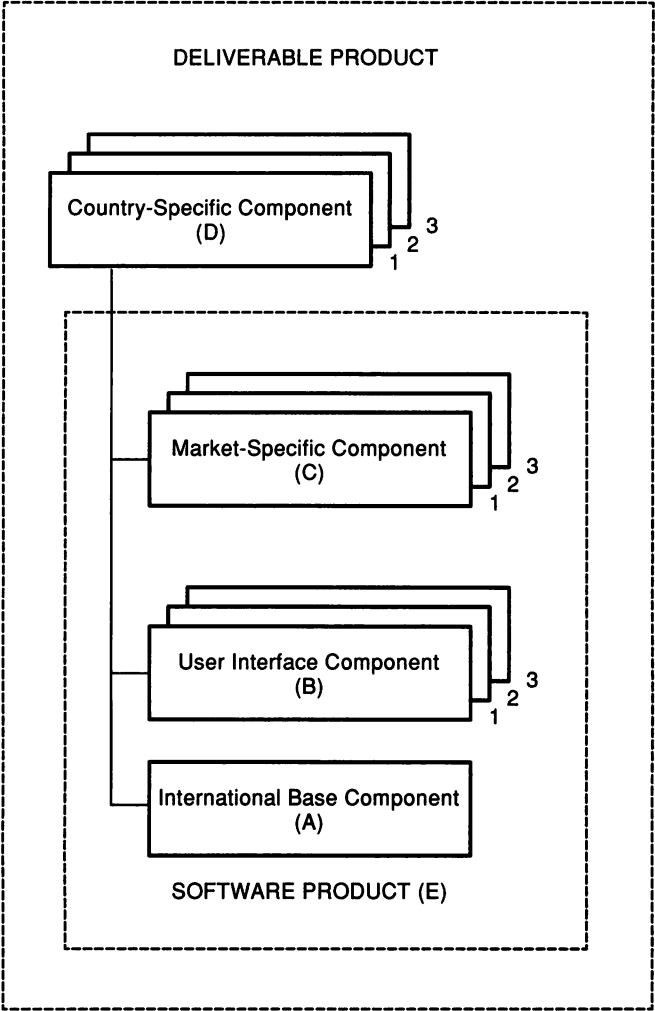 DELIVERABLE PRODUCT
Country-Specific Component
(D)
1
2
3
Market-Specific Component
(C)
1
2
3
User Interface Component
(B)
1
2
3
International Base Component
(A)
SOFTWARE PRODUCT (E)